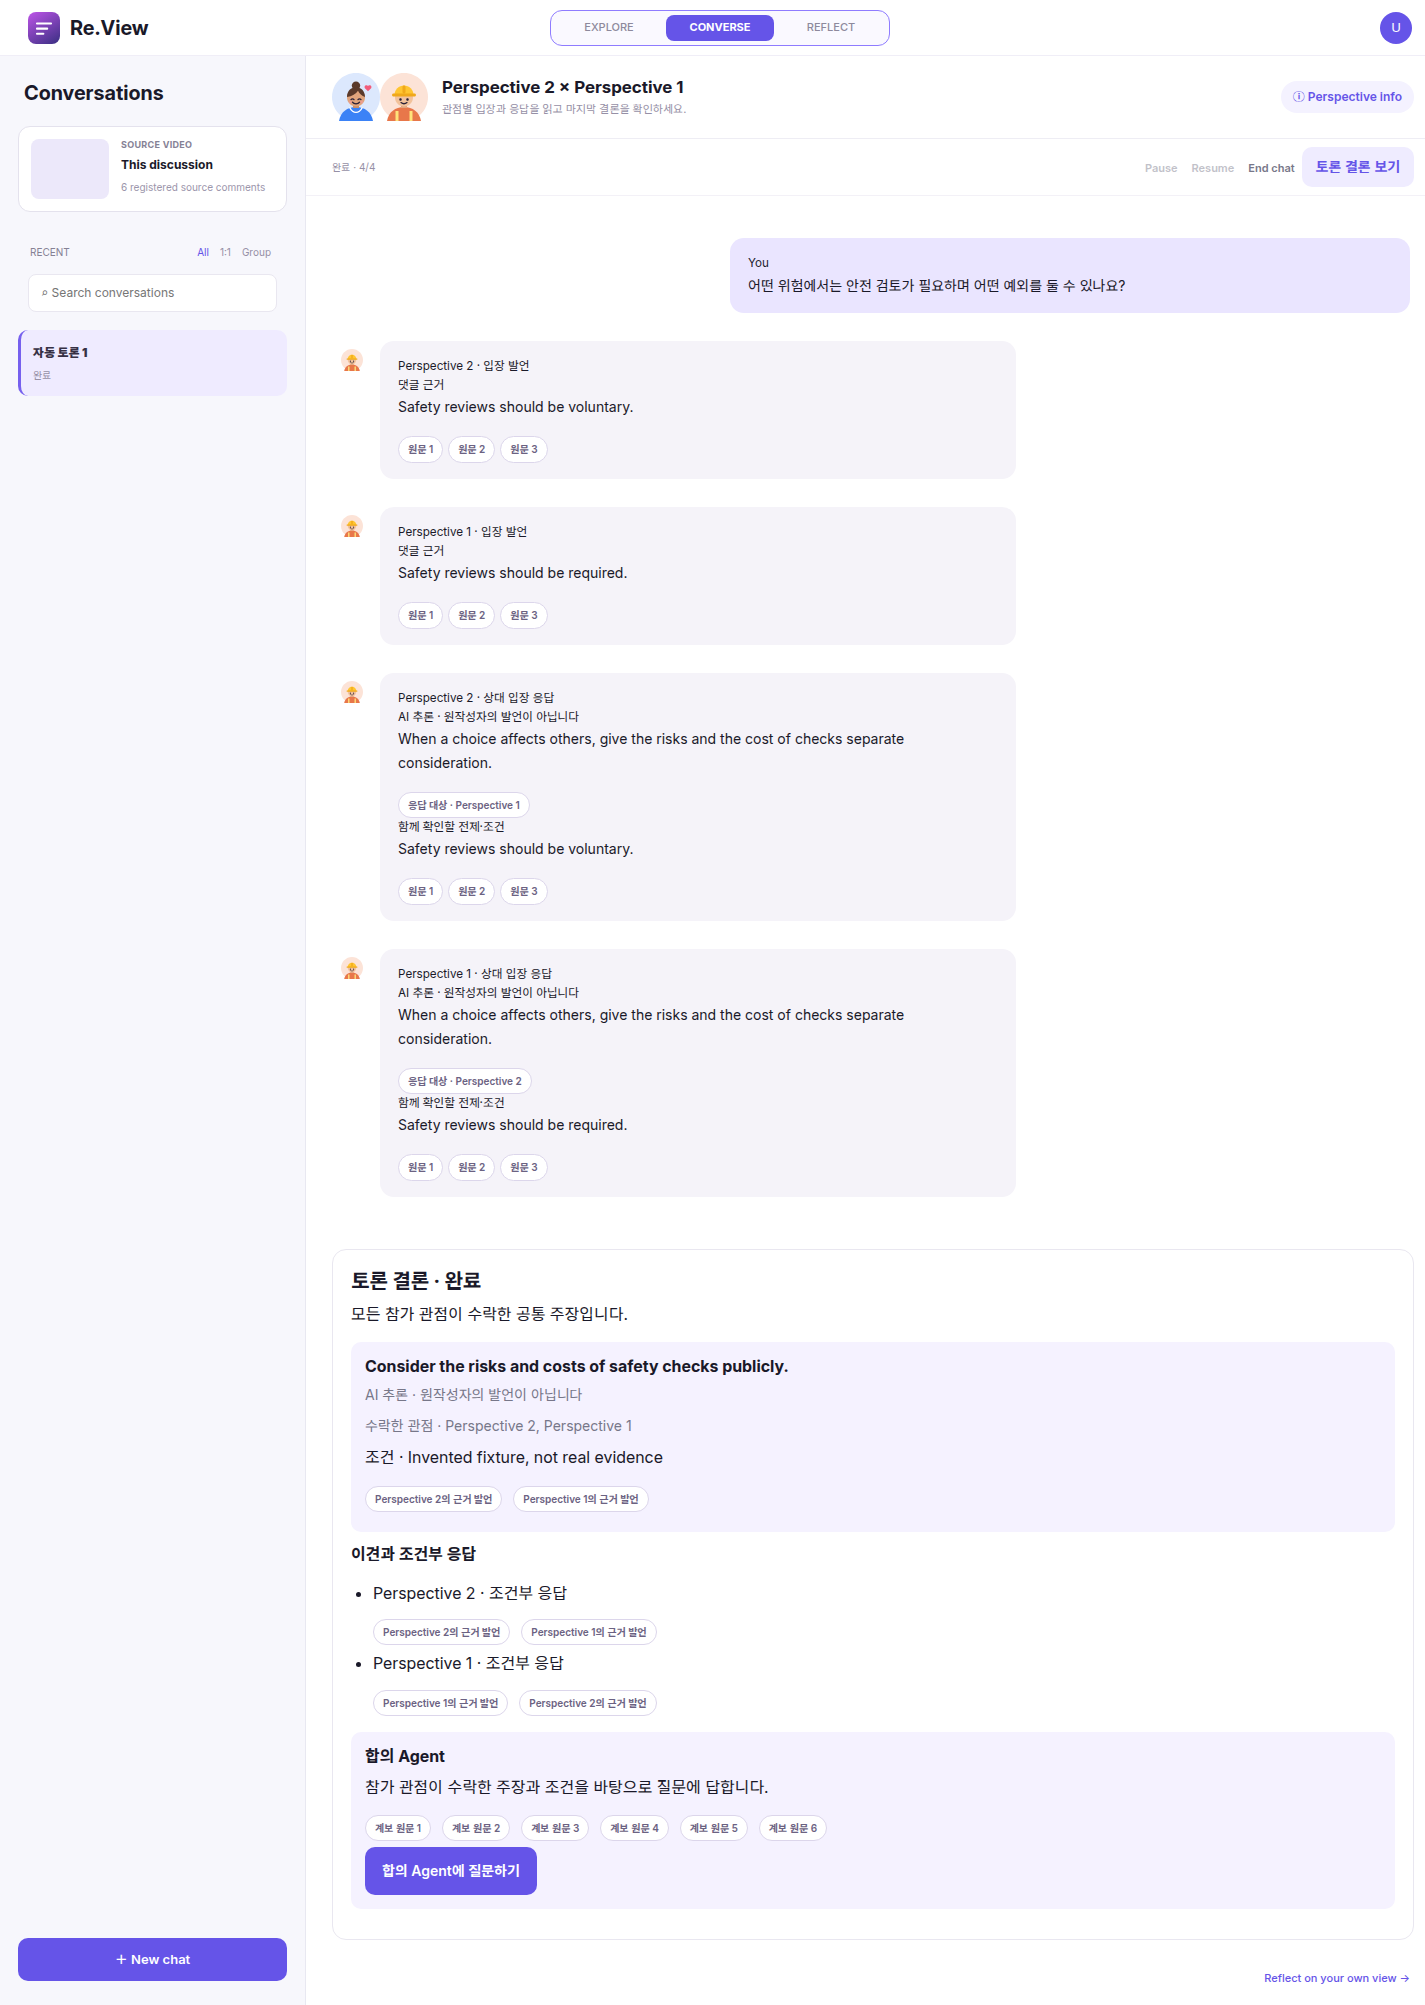 Re.View
EXPLORE
CONVERSE
REFLECT
U
Conversations
SOURCE VIDEO
This discussion
6 registered source comments
RECENT
All
1:1
Group
Search conversations
자동 토론 1
완료
+ New chat
Perspective 2 × Perspective 1
관점별 입장과 응답을 읽고 마지막 결론을 확인하세요.
ⓘ Perspective info
완료 · 4/4
Pause
Resume
End chat
토론 결론 보기
You
어떤 위험에서는 안전 검토가 필요하며 어떤 예외를 둘 수 있나요?
Perspective 2 · 입장 발언
댓글 근거
Safety reviews should be voluntary.
원문 1
원문 2
원문 3
Perspective 1 · 입장 발언
댓글 근거
Safety reviews should be required.
원문 1
원문 2
원문 3
Perspective 2 · 상대 입장 응답
AI 추론 · 원작성자의 발언이 아닙니다
When a choice affects others, give the risks and the cost of checks separate
consideration.
응답 대상 · Perspective 1
함께 확인할 전제·조건
Safety reviews should be voluntary.
원문 1
원문 2
원문 3
Perspective 1 · 상대 입장 응답
AI 추론 · 원작성자의 발언이 아닙니다
When a choice affects others, give the risks and the cost of checks separate
consideration.
응답 대상 · Perspective 2
함께 확인할 전제·조건
Safety reviews should be required.
원문 1
원문 2
원문 3
토론 결론 · 완료
모든 참가 관점이 수락한 공통 주장입니다.
Consider the risks and costs of safety checks publicly.
AI 추론 · 원작성자의 발언이 아닙니다
수락한 관점 · Perspective 2, Perspective 1
조건 · Invented fixture, not real evidence
Perspective 2의 근거 발언
Perspective 1의 근거 발언
이견과 조건부 응답
• Perspective 2 · 조건부 응답
Perspective 2의 근거 발언
Perspective 1의 근거 발언
• Perspective 1 · 조건부 응답
Perspective 1의 근거 발언
Perspective 2의 근거 발언
합의 Agent
참가 관점이 수락한 주장과 조건을 바탕으로 질문에 답합니다.
계보 원문 1
계보 원문 2
계보 원문 3
계보 원문 4
계보 원문 5
계보 원문 6
합의 Agent에 질문하기
Reflect on your own view →